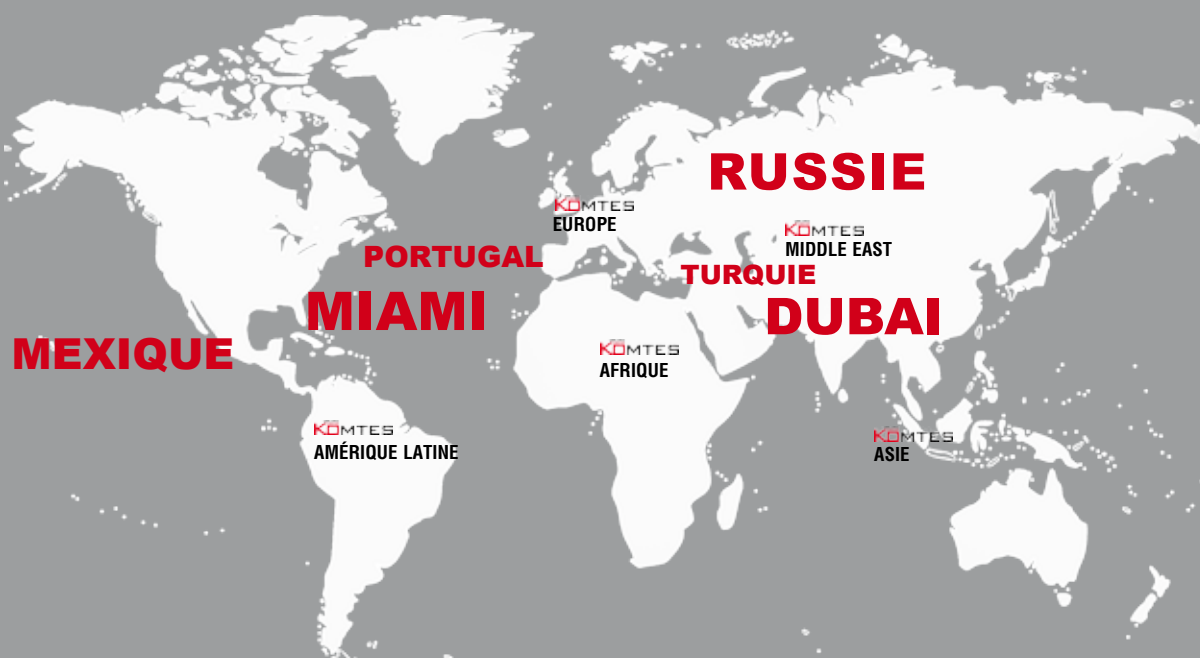 RUSSIE
KOMTES
EUROPE
KOMTES
MIDDLE EAST
PORTUGAL
TURQUIE
MIAMI
DUBAI
MEXIQUE
KOMTES
AFRIQUE
KOMTES
AMÉRIQUE LATINE
KOMTES
ASIE